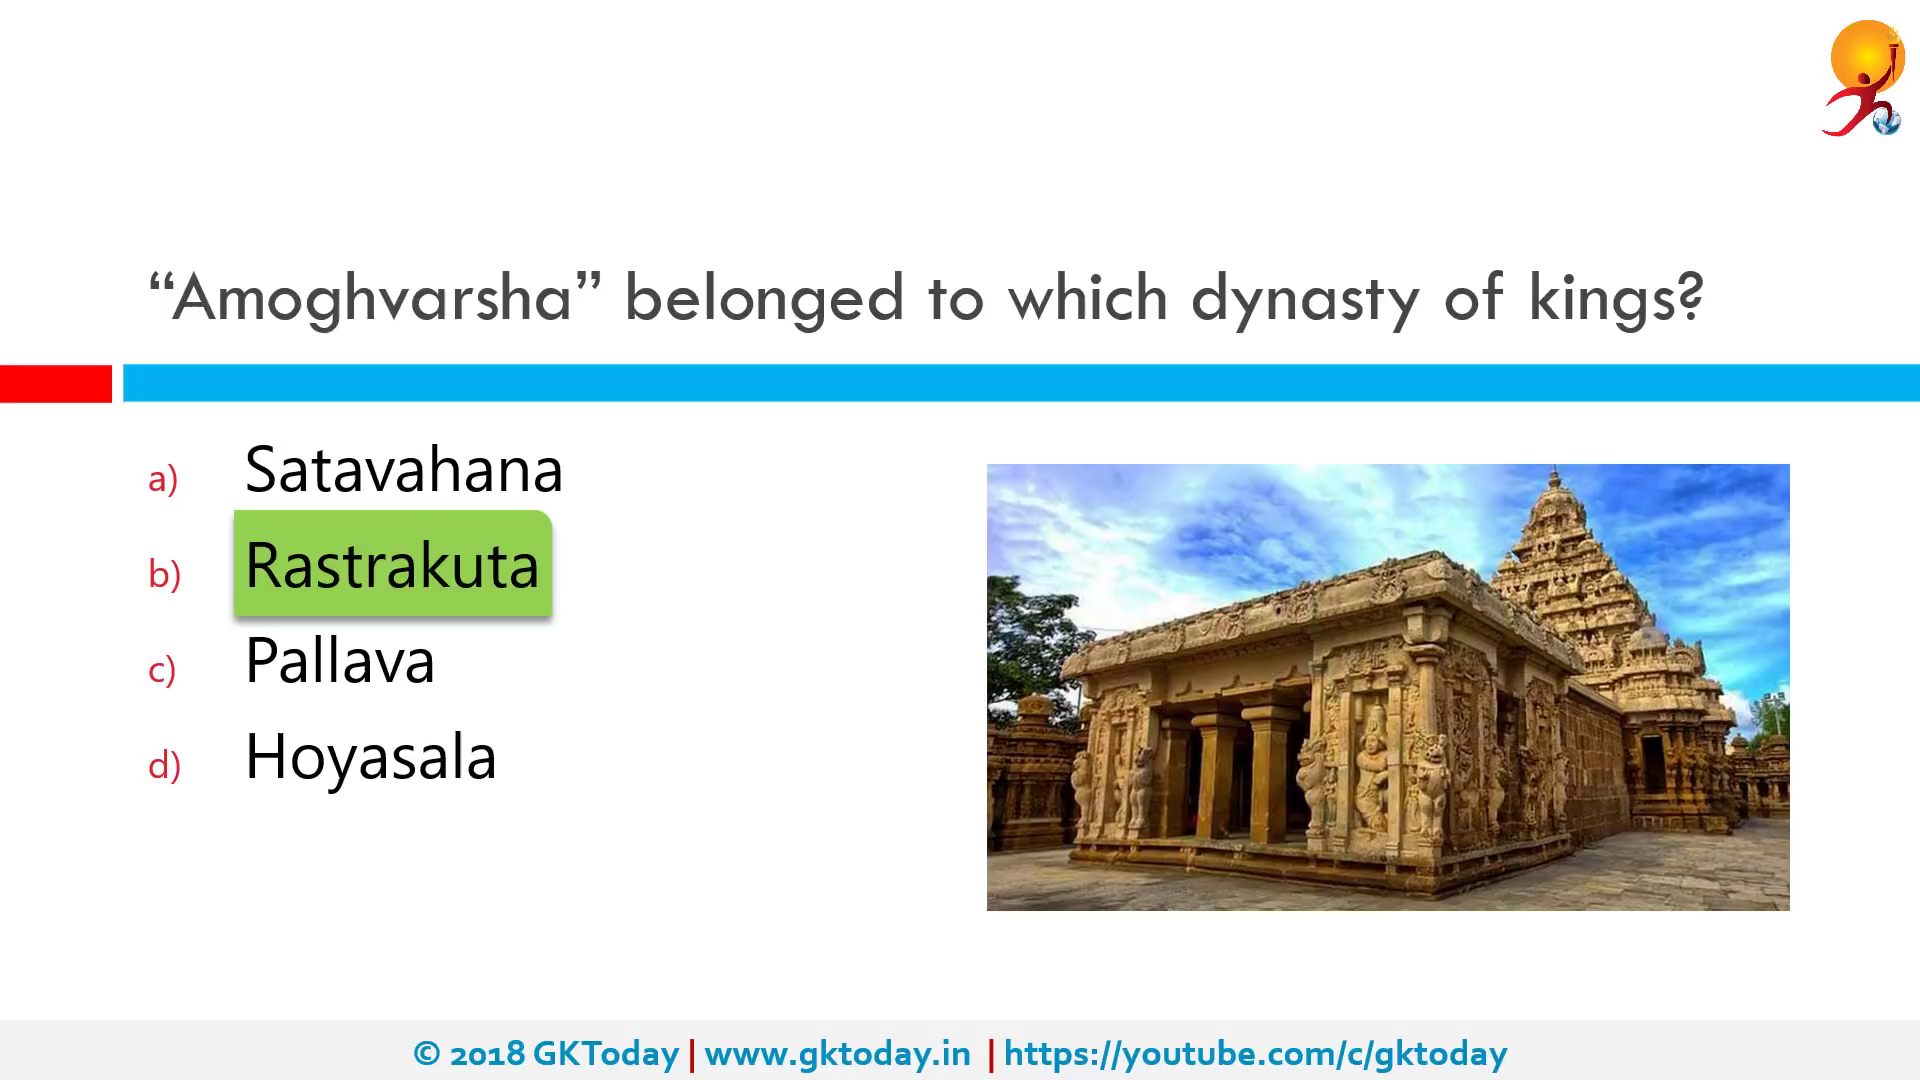 “Amoghvarsha” belonged to which dynasty of kings?
a) Satavahana
b) Rastrakuta
c) Pallava
d) Hoyasala
© 2018 GKToday | www.gktoday.in | https://youtube.com/c/gktoday